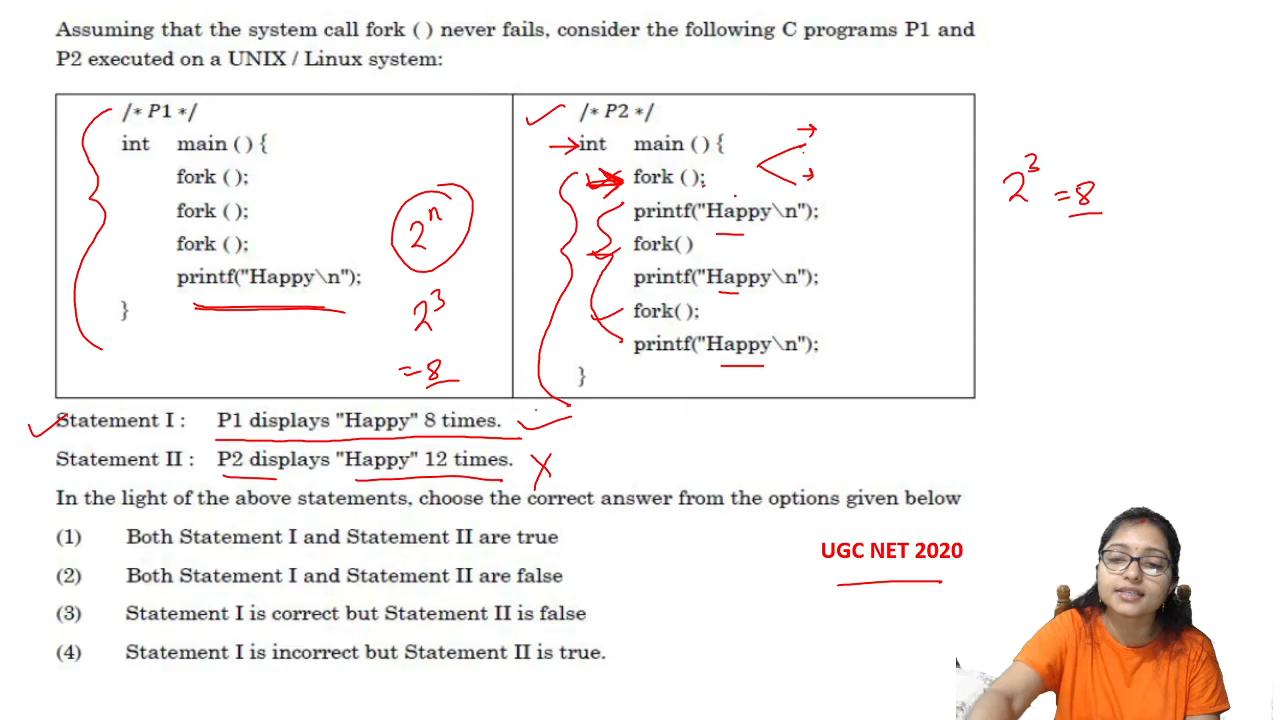 Assuming that the system call fork ( ) never fails, consider the following C programs P1 and
P2 executed on a UNIX / Linux system:
/* P1 */
int main ( ) {
fork ( );
fork ( );
fork ( );
printf("Happy\n");
}
2^n
2^3
=8
/* P2 */
int main ( ) {
fork ( );
printf("Happy\n");
fork( )
printf("Happy\n");
fork( );
printf("Happy\n");
}
2^3 =8
Statement I : P1 displays "Happy" 8 times.
Statement II : P2 displays "Happy" 12 times. X
In the light of the above statements, choose the correct answer from the options given below
(1) Both Statement I and Statement II are true
(2) Both Statement I and Statement II are false
(3) Statement I is correct but Statement II is false
(4) Statement I is incorrect but Statement II is true.
UGC NET 2020